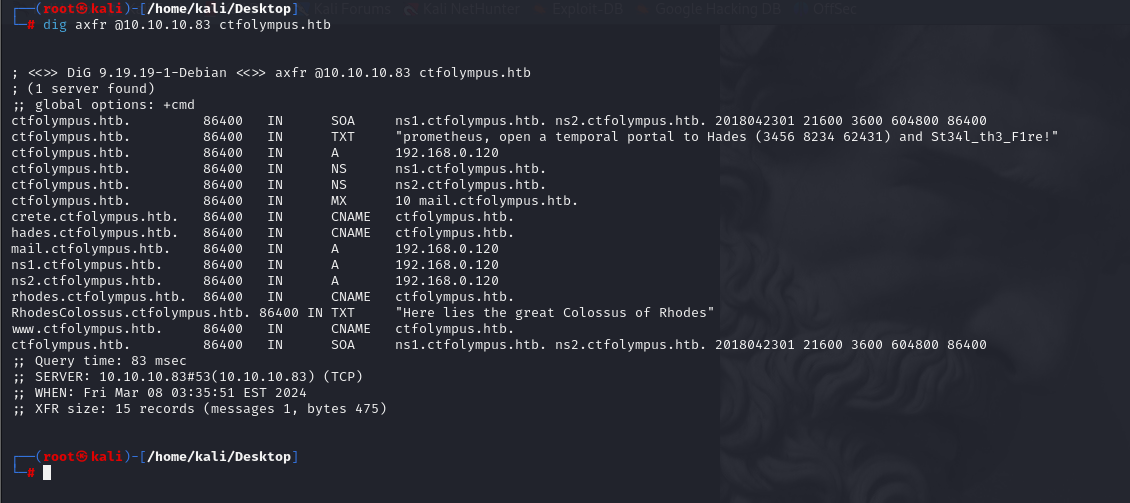 Kali Forums Kali NetHunter Exploit-DB Google Hacking DB OffSec
┌──(root㉿kali)-[/home/kali/Desktop]
└─# dig axfr @10.10.10.83 ctfolympus.htb
; <<>> DiG 9.19.19-1-Debian <<>> axfr @10.10.10.83 ctfolympus.htb
; (1 server found)
;; global options: +cmd
ctfolympus.htb. 86400 IN SOA ns1.ctfolympus.htb. ns2.ctfolympus.htb. 2018042301 21600 3600 604800 86400
ctfolympus.htb. 86400 IN TXT "prometheus, open a temporal portal to Hades (3456 8234 62431) and St34l_th3_F1re!"
ctfolympus.htb. 86400 IN A 192.168.0.120
ctfolympus.htb. 86400 IN NS ns1.ctfolympus.htb.
ctfolympus.htb. 86400 IN NS ns2.ctfolympus.htb.
ctfolympus.htb. 86400 IN MX 10 mail.ctfolympus.htb.
crete.ctfolympus.htb. 86400 IN CNAME ctfolympus.htb.
hades.ctfolympus.htb. 86400 IN CNAME ctfolympus.htb.
mail.ctfolympus.htb. 86400 IN A 192.168.0.120
ns1.ctfolympus.htb. 86400 IN A 192.168.0.120
ns2.ctfolympus.htb. 86400 IN A 192.168.0.120
rhodes.ctfolympus.htb. 86400 IN CNAME ctfolympus.htb.
RhodesColossus.ctfolympus.htb. 86400 IN TXT "Here lies the great Colossus of Rhodes"
www.ctfolympus.htb. 86400 IN CNAME ctfolympus.htb.
ctfolympus.htb. 86400 IN SOA ns1.ctfolympus.htb. ns2.ctfolympus.htb. 2018042301 21600 3600 604800 86400
;; Query time: 83 msec
;; SERVER: 10.10.10.83#53(10.10.10.83) (TCP)
;; WHEN: Fri Mar 08 03:35:51 EST 2024
;; XFR size: 15 records (messages 1, bytes 475)
┌──(root㉿kali)-[/home/kali/Desktop]
└─#